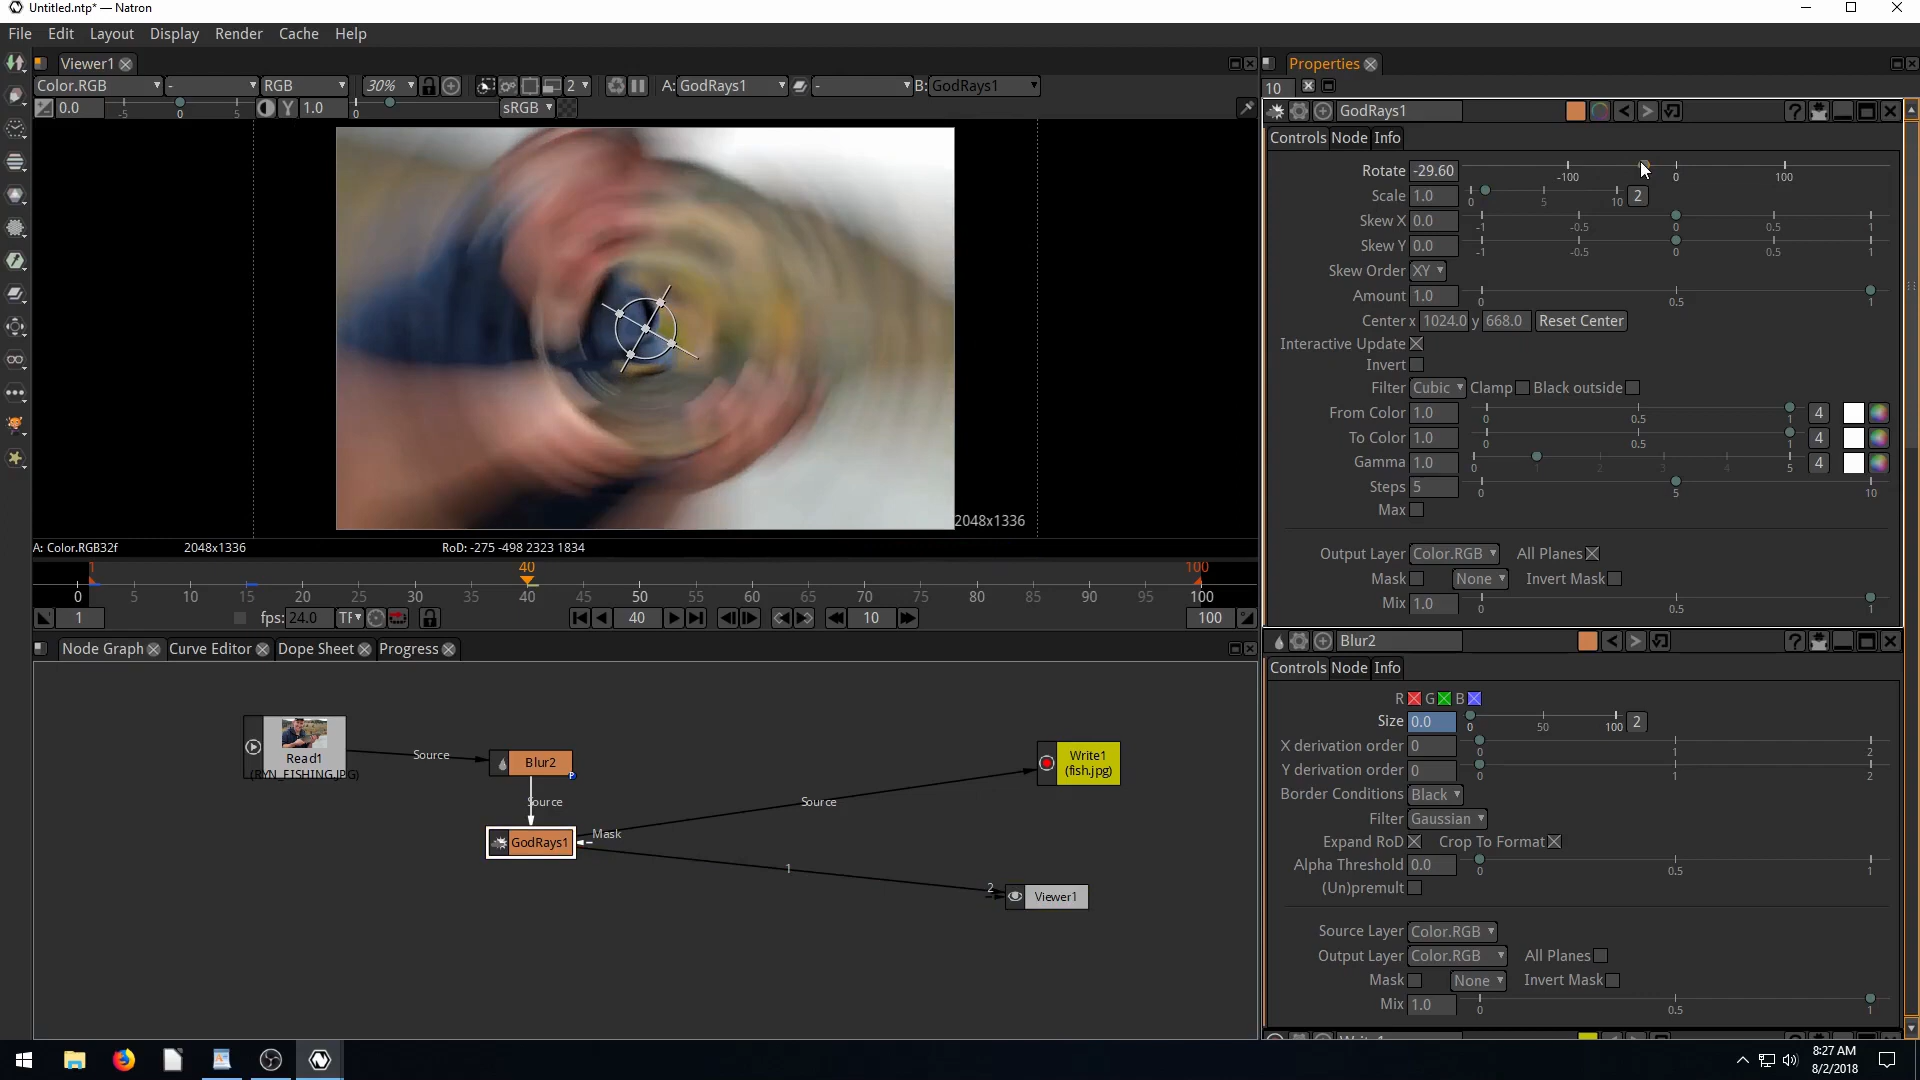 Untitled.ntp* — Natron
File Edit Layout Display Render Cache Help
Viewer1
Color.RGB - RGB 30% 2 A: GodRays1 - B: GodRays1
0.0 -5 0 5 Y 1.0 0 sRGB
2048x1336
A: Color.RGB32f 2048x1336 RoD: -275 -498 2323 1834
1 40 100
0 5 10 15 20 25 30 35 40 45 50 55 60 65 70 75 80 85 90 95 100
1 fps: 24.0 TF 40 10 100
Node Graph Curve Editor Dope Sheet Progress
Read1
(RYN_FISHING.JPG)
Source
Blur2
P
Source
GodRays1
Mask
Source
Write1
(fish.jpg)
1
2
Viewer1
Properties
10
GodRays1
?
Controls Node Info
Rotate -29.60 -100 0 100
Scale 1.0 0 5 10 2
Skew X 0.0 -1 -0.5 0 0.5 1
Skew Y 0.0 -1 -0.5 0 0.5 1
Skew Order XY
Amount 1.0 0 0.5 1
Center x 1024.0 y 668.0 Reset Center
Interactive Update
Invert
Filter Cubic Clamp Black outside
From Color 1.0 0 0.5 1 4
To Color 1.0 0 0.5 1 4
Gamma 1.0 0 1 2 3 4 5 4
Steps 5 0 5 10
Max
Output Layer Color.RGB All Planes
Mask None Invert Mask
Mix 1.0 0 0.5 1
Blur2
?
Controls Node Info
R G B
Size 0.0 0 50 100 2
X derivation order 0 0 1 2
Y derivation order 0 0 1 2
Border Conditions Black
Filter Gaussian
Expand RoD Crop To Format
Alpha Threshold 0.0 0 0.5 1
(Un)premult
Source Layer Color.RGB
Output Layer Color.RGB All Planes
Mask None Invert Mask
Mix 1.0 0 0.5 1
8:27 AM
8/2/2018